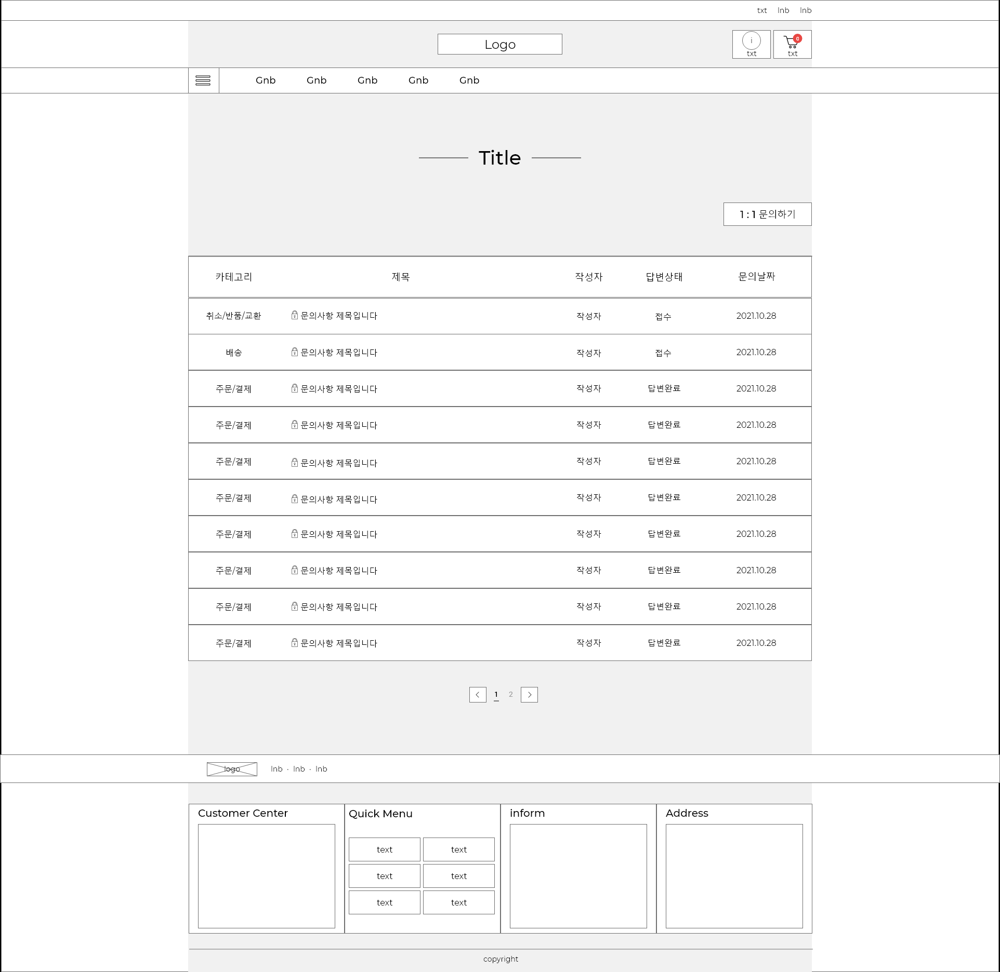 txt lnb lnb
Logo
i
txt
0
txt
Gnb Gnb Gnb Gnb Gnb
Title
1 : 1 문의하기
카테고리 제목 작성자 답변상태 문의날짜
취소/반품/교환 문의사항 제목입니다 작성자 접수 2021.10.28
배송 문의사항 제목입니다 작성자 접수 2021.10.28
주문/결제 문의사항 제목입니다 작성자 답변완료 2021.10.28
주문/결제 문의사항 제목입니다 작성자 답변완료 2021.10.28
주문/결제 문의사항 제목입니다 작성자 답변완료 2021.10.28
주문/결제 문의사항 제목입니다 작성자 답변완료 2021.10.28
주문/결제 문의사항 제목입니다 작성자 답변완료 2021.10.28
주문/결제 문의사항 제목입니다 작성자 답변완료 2021.10.28
주문/결제 문의사항 제목입니다 작성자 답변완료 2021.10.28
주문/결제 문의사항 제목입니다 작성자 답변완료 2021.10.28
1 2
logo lnb · lnb · lnb
Customer Center
Quick Menu
text text
text text
text text
inform
Address
copyright